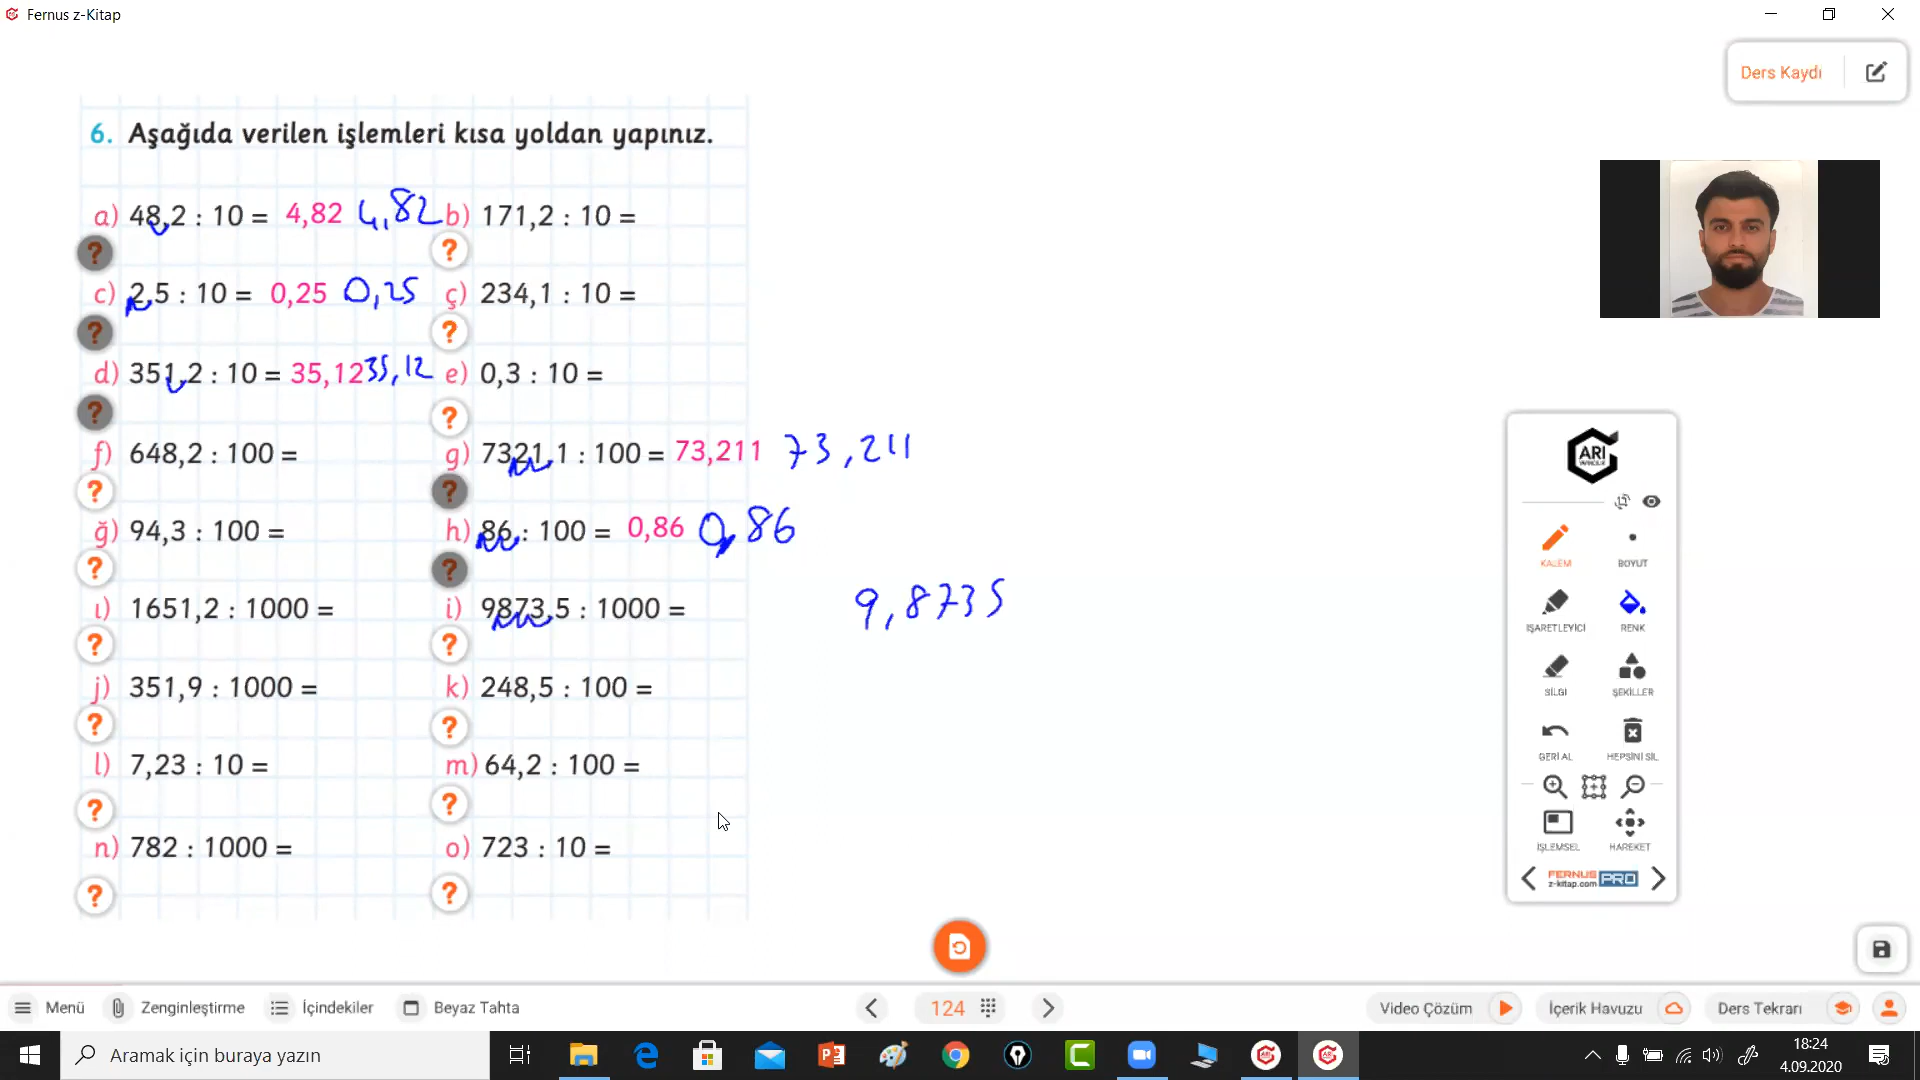 Fernus z-Kitap
Ders Kaydı
6. Aşağıda verilen işlemleri kısa yoldan yapınız.
a) 48,2 : 10 = 4,82 4,82 b) 171,2 : 10 =
? ?
c) 2,5 : 10 = 0,25 0,25 ç) 234,1 : 10 =
? ?
d) 351,2 : 10 = 35,12 35,12 e) 0,3 : 10 =
? ?
f) 648,2 : 100 = g) 7321,1 : 100 = 73,211 73,211
? ?
ğ) 94,3 : 100 = h) 86 : 100 = 0,86 0,86
? ?
ı) 1651,2 : 1000 = i) 9873,5 : 1000 = 9,8735
? ?
j) 351,9 : 1000 = k) 248,5 : 100 =
? ?
l) 7,23 : 10 = m) 64,2 : 100 =
? ?
n) 782 : 1000 = o) 723 : 10 =
? ?
ARI
YAYINCILIK
KALEM BOYUT
İŞARETLEYİCİ RENK
SİLGİ ŞEKİLLER
GERİ AL HEPSİNİ SİL
İŞLEMSEL HAREKET
FERNUS
z-kitap.com PRO
Menü Zenginleştirme İçindekiler Beyaz Tahta 124 Video Çözüm İçerik Havuzu Ders Tekrarı
Aramak için buraya yazın
18:24
4.09.2020